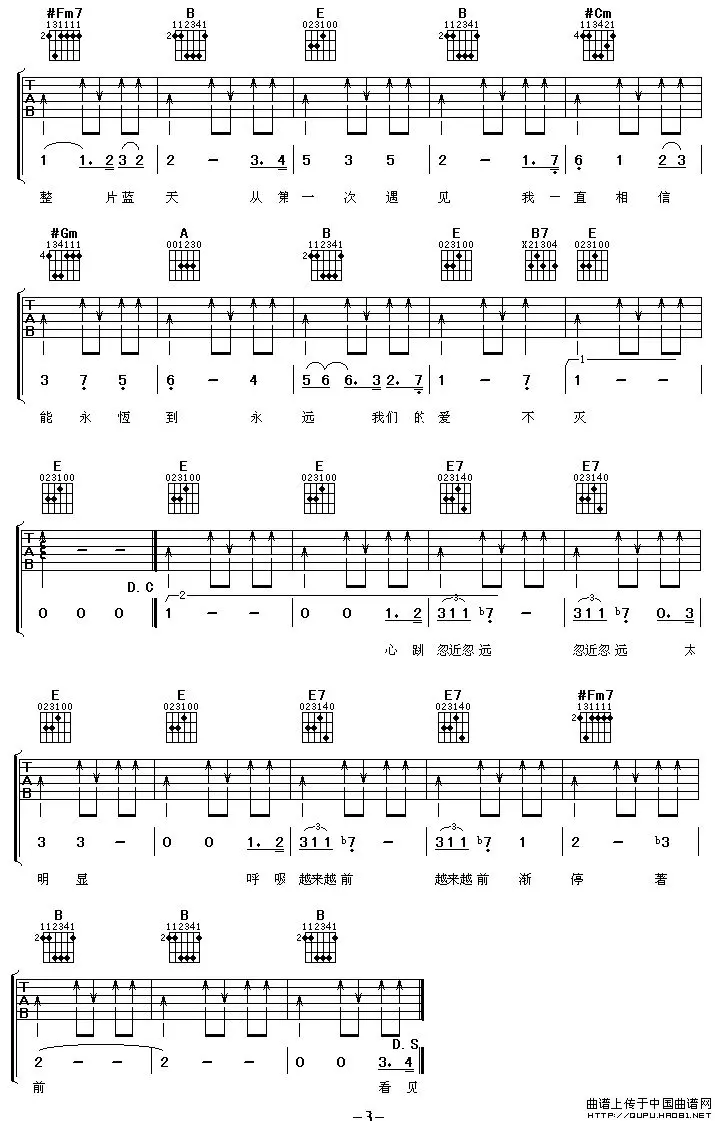 #Fm7 B E B #Cm
131111 112341 023100 112341 113421
2 2 2 4
T
A
B
1 1. 2 3 2 | 2 - 3. 4 | 5 3 5 | 2 - 1. 7 | 6 1 2 3
整 片 蓝 天 从 第 一 次 遇 见 我 一 直 相 信
#Gm A B E B7 E
134111 001230 112341 023100 X21304 023100
4 2
T
A
B
1
3 7 5 | 6 - 4 | 5 6 6. 3 2. 7 | 1 - 7 | 1 - -
能 永 恆 到 永 远 我们 的 爱 不 灭
E E E E7 E7
023100 023100 023100 023140 023140
T
A
B
- -
D.C
2
0 0 0 | 1 - - | 0 0 1. 2 | 3 1 1 b7 - | 3 1 1 b7 0. 3
3 3
心 跳 忽近忽 远 忽近忽 远 太
E E E7 E7 #Fm7
023100 023100 023140 023140 131111
2
T
A
B
3 3
3 3 - | 0 0 1. 2 | 3 1 1 b7 - | 3 1 1 b7 1 | 2 - b3
明 显 呼 吸 越来越 前 越来越 前 渐 停 著
B B B
112341 112341 112341
2 2 2
T
A
B
D.S
2 - - | 2 - - | 0 0 3. 4
前 看 见
曲谱上传于中国曲谱网
HTTP://QUPU.HAO81.NET
-3-